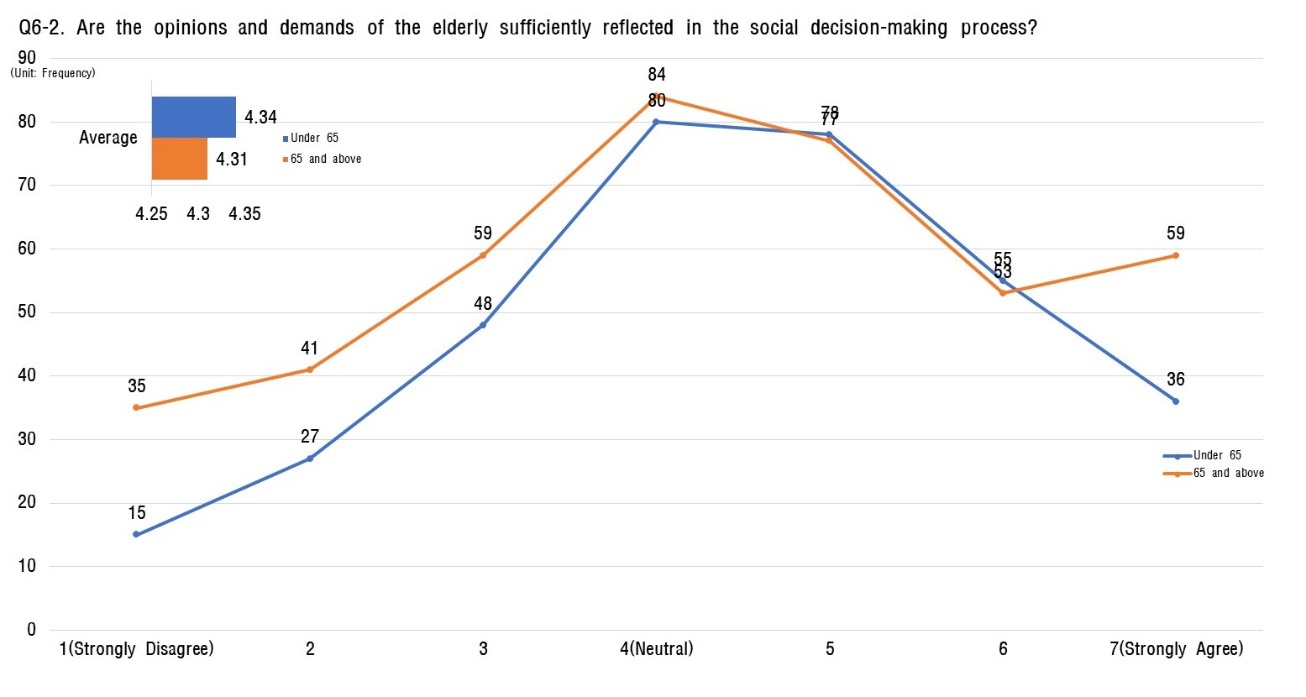 Q6-2. Are the opinions and demands of the elderly sufficiently reflected in the social decision-making process?
90
(Unit: Frequency)
80
70
60
50
40
30
20
10
0
Average
4.34
4.31
Under 65
65 and above
4.25 4.3 4.35
84
80
78
77
59
48
41
27
35
15
55
53
59
36
Under 65
65 and above
1(Strongly Disagree) 2 3 4(Neutral) 5 6 7(Strongly Agree)